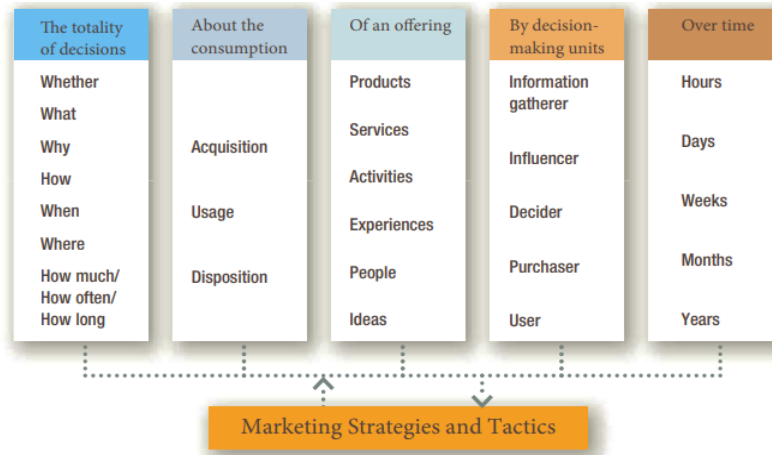 The totality
of decisions
Whether
What
Why
How
When
Where
How much/
How often/
How long
About the
consumption
Acquisition
Usage
Disposition
Of an offering
Products
Services
Activities
Experiences
People
Ideas
By decision-
making units
Information
gatherer
Influencer
Decider
Purchaser
User
Over time
Hours
Days
Weeks
Months
Years
Marketing Strategies and Tactics